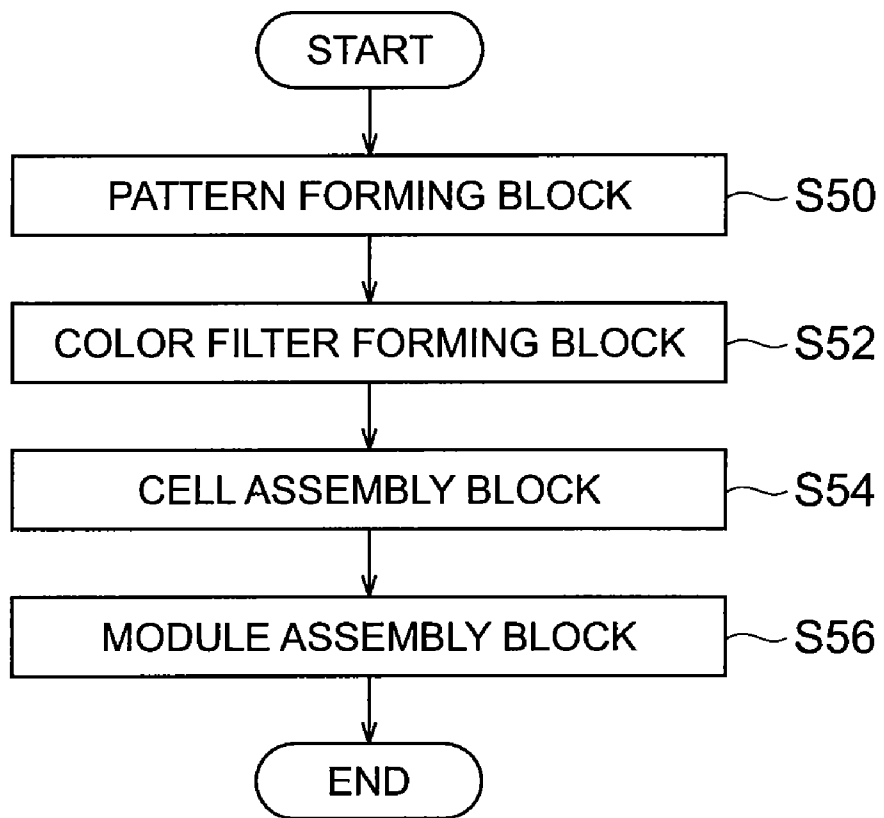 START
PATTERN FORMING BLOCK S50
COLOR FILTER FORMING BLOCK S52
CELL ASSEMBLY BLOCK S54
MODULE ASSEMBLY BLOCK S56
END